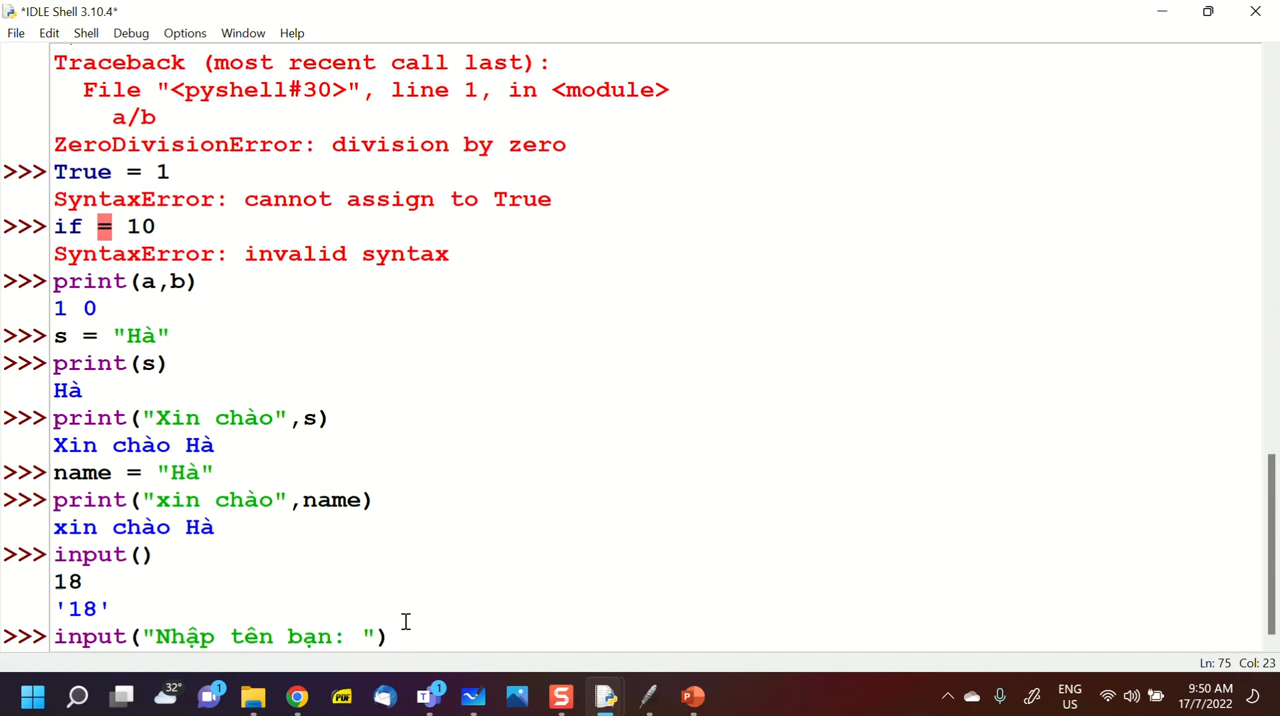 *IDLE Shell 3.10.4*
File Edit Shell Debug Options Window Help
Traceback (most recent call last):
File "<pyshell#30>", line 1, in <module>
a/b
ZeroDivisionError: division by zero
>>> True = 1
SyntaxError: cannot assign to True
>>> if = 10
SyntaxError: invalid syntax
>>> print(a,b)
1 0
>>> s = "Hà"
>>> print(s)
Hà
>>> print("Xin chào",s)
Xin chào Hà
>>> name = "Hà"
>>> print("xin chào",name)
xin chào Hà
>>> input()
18
'18'
>>> input("Nhập tên bạn: ")
Ln: 75 Col: 23
32°
1
PDF
1
ENG
US
9:50 AM
17/7/2022